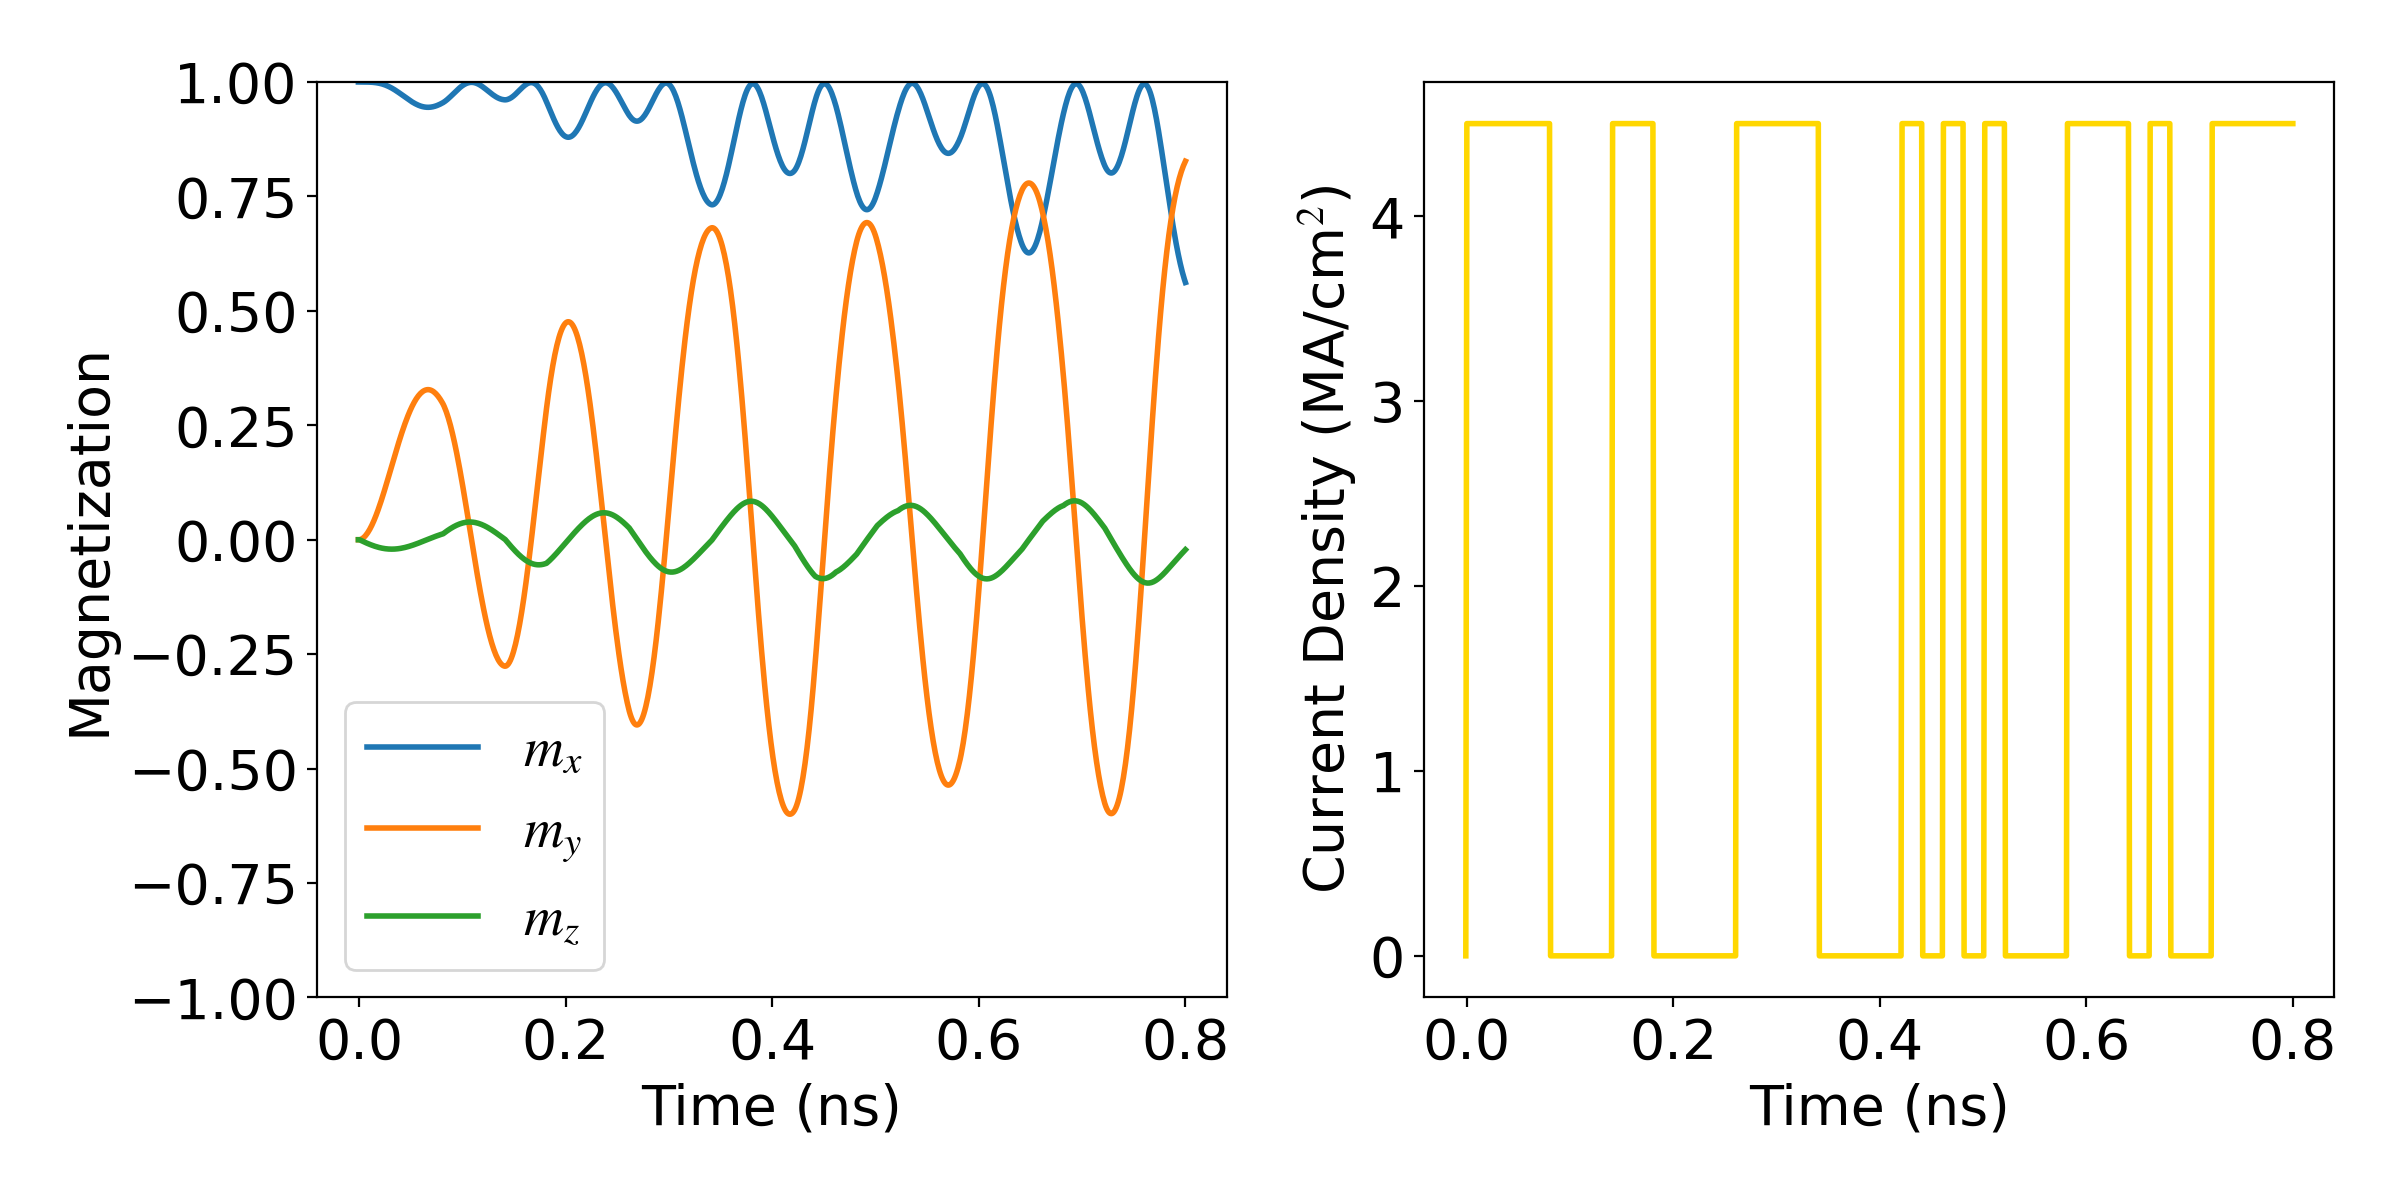 Magnetization
1.00
0.75
0.50
0.25
0.00
−0.25
−0.50
−0.75
−1.00
m_x
m_y
m_z
0.0 0.2 0.4 0.6 0.8
Time (ns)
Current Density (MA/cm²)
4
3
2
1
0
0.0 0.2 0.4 0.6 0.8
Time (ns)